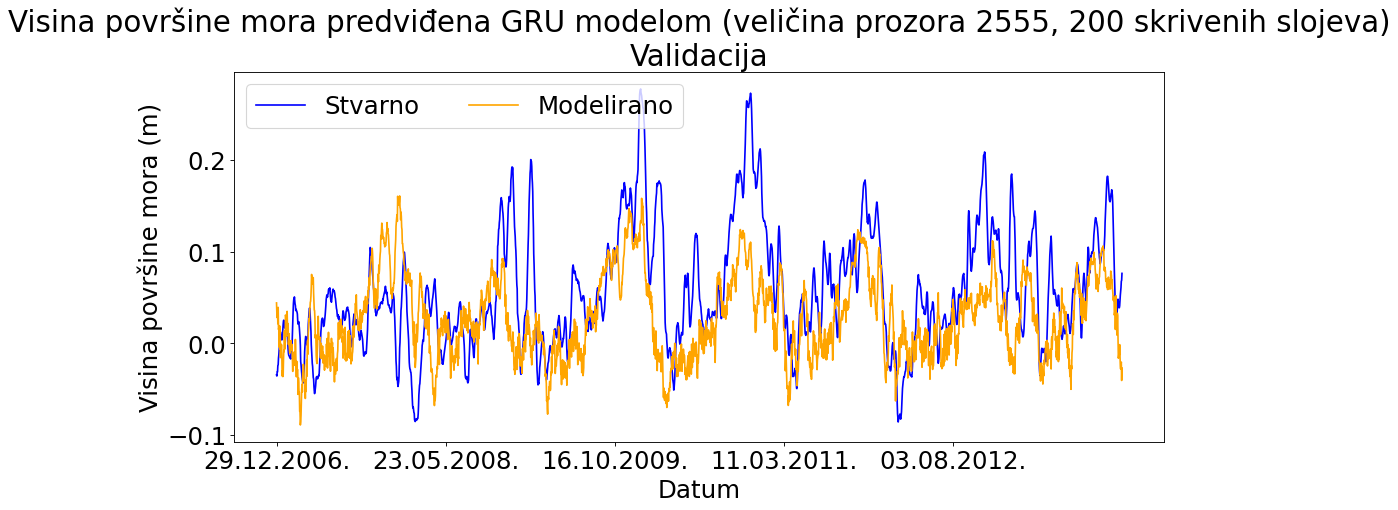 Visina površine mora predviđena GRU modelom (veličina prozora 2555, 200 skrivenih slojeva)
Validacija
Stvarno
Modelirano
Visina površine mora (m)
0.2
0.1
0.0
−0.1
29.12.2006.
23.05.2008.
16.10.2009.
11.03.2011.
03.08.2012.
Datum